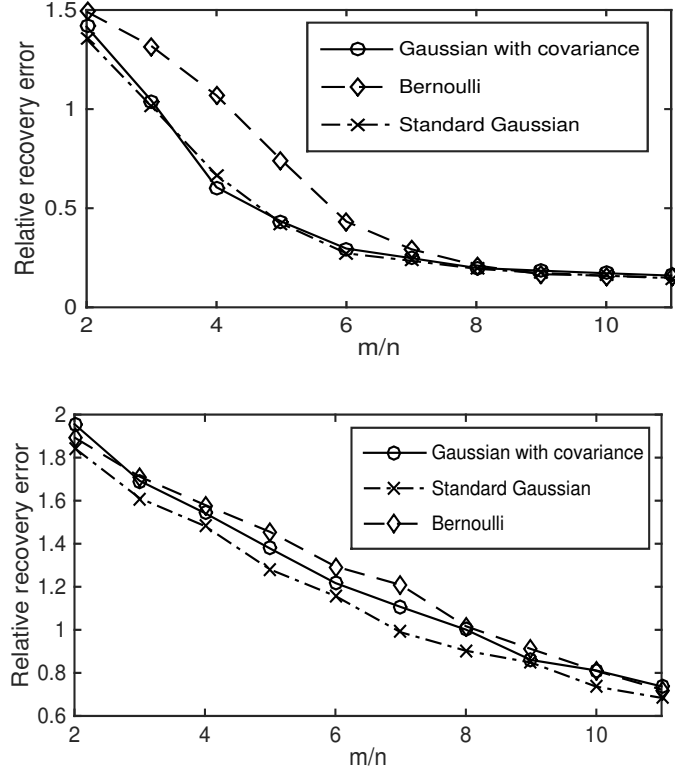 1.5
1
0.5
0
Relative recovery error
Gaussian with covariance
Bernoulli
Standard Gaussian
2 4 6 8 10
m/n
2
1.8
1.6
1.4
1.2
1
0.8
0.6
Relative recovery error
Gaussian with covariance
Standard Gaussian
Bernoulli
2 4 6 8 10
m/n